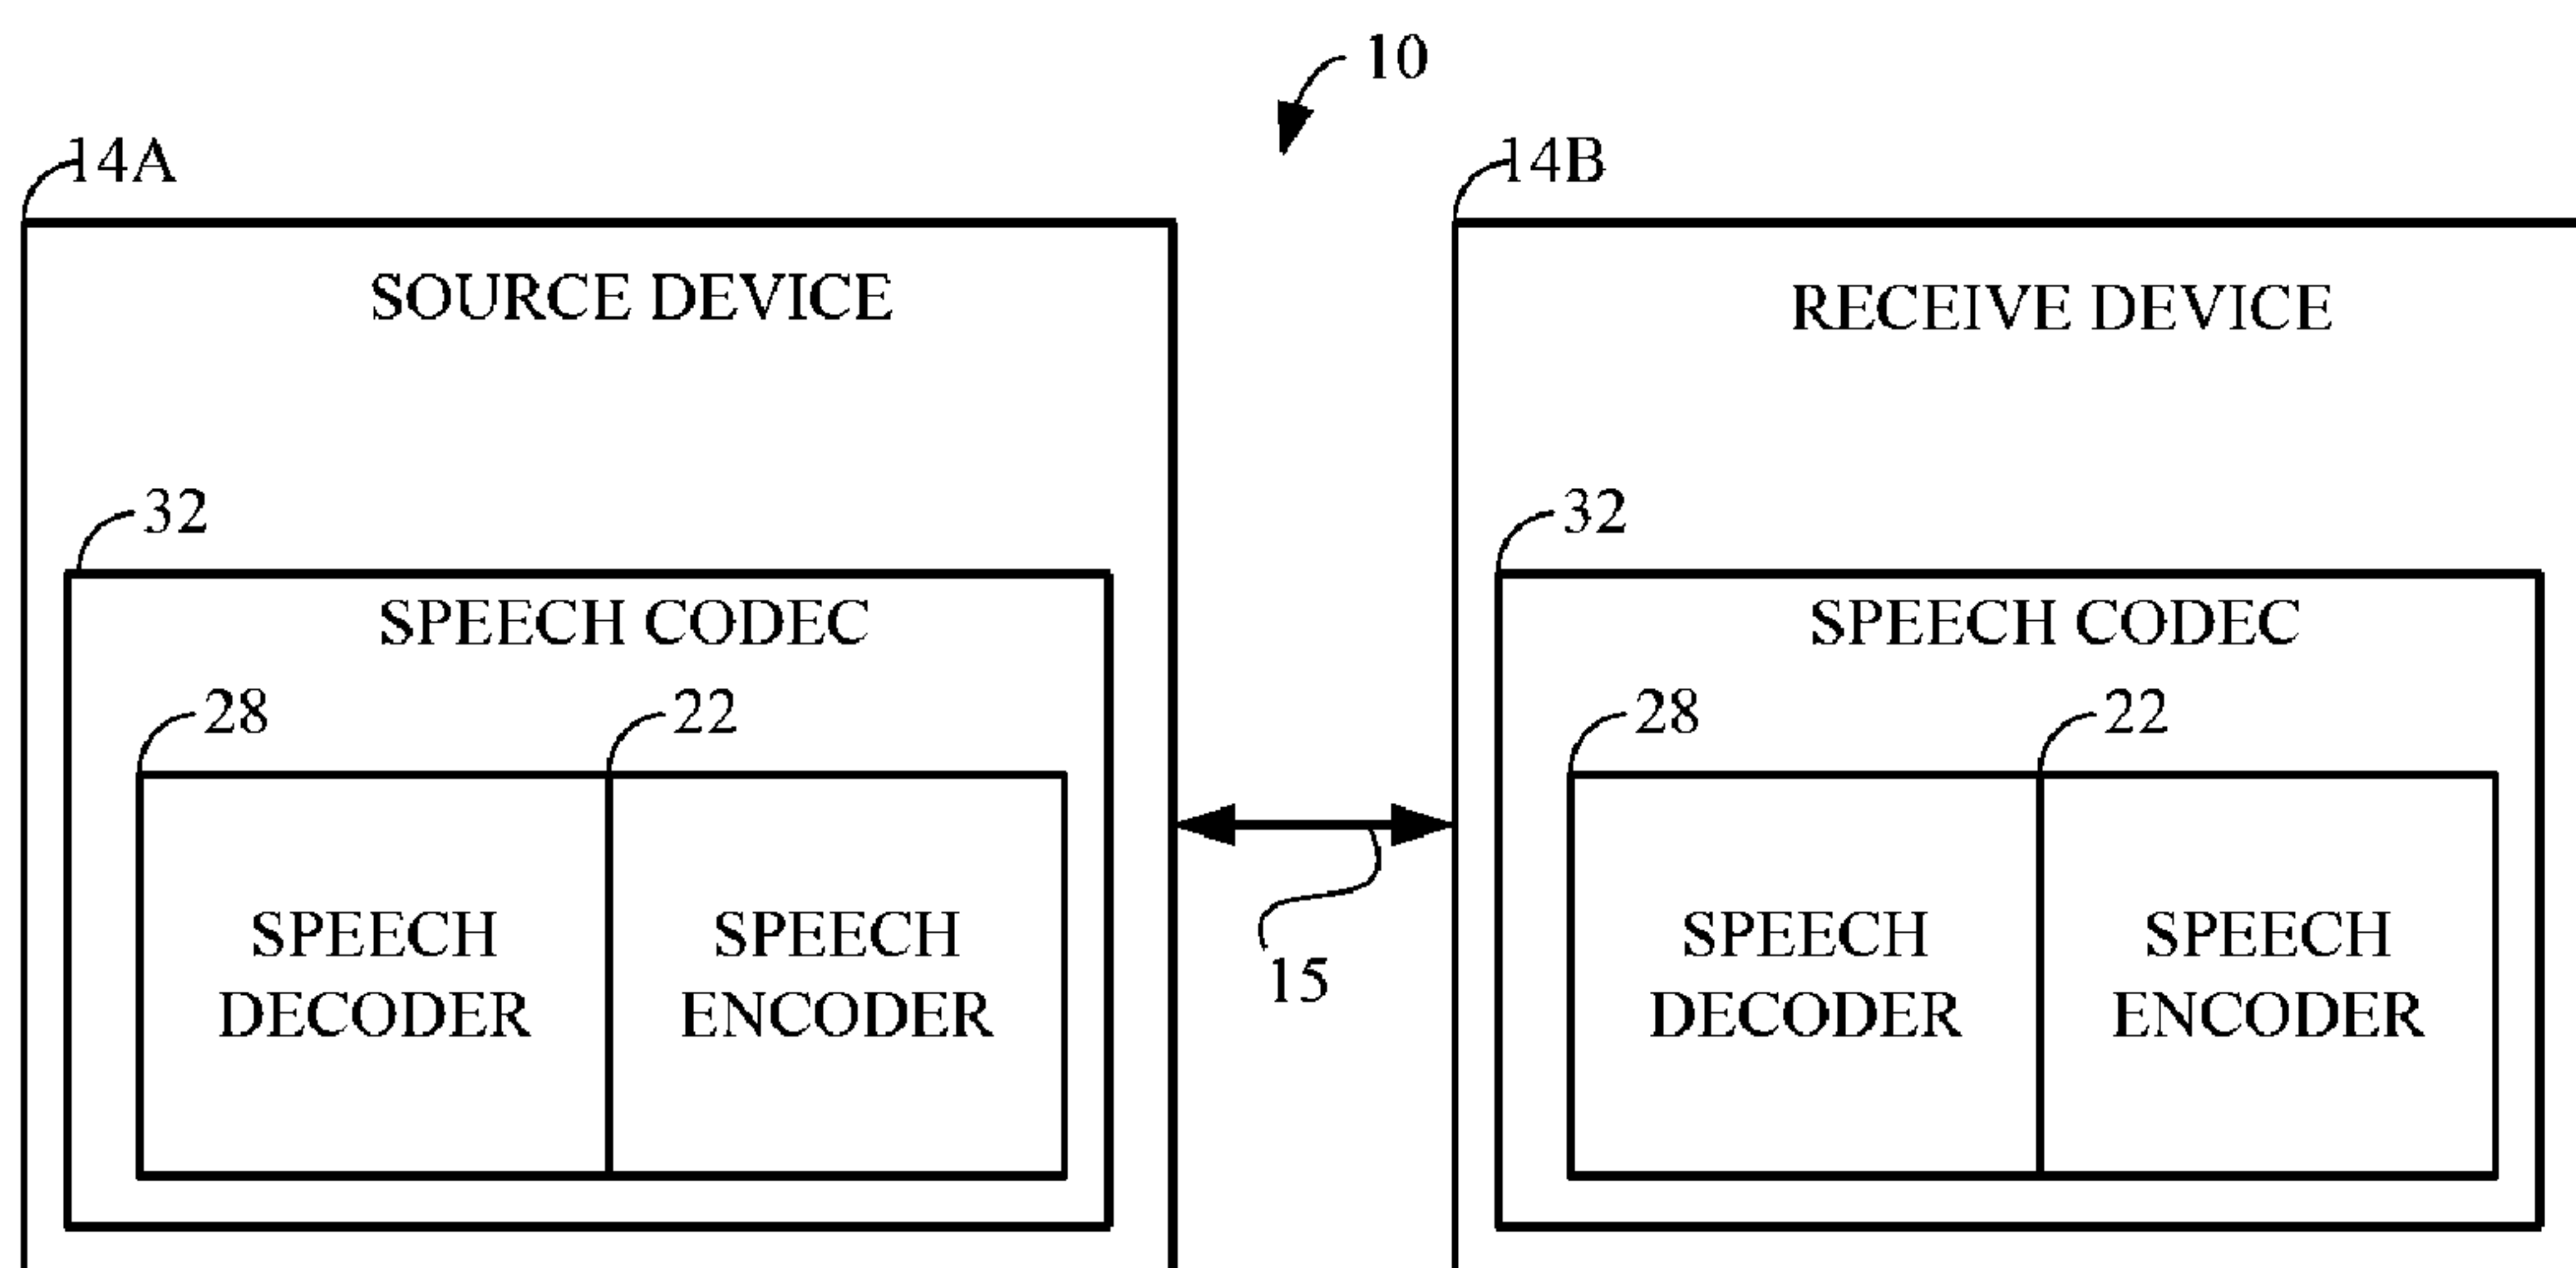 10
14A
14B
SOURCE DEVICE
RECEIVE DEVICE
32
32
SPEECH CODEC
SPEECH CODEC
28
22
28
22
SPEECH
DECODER
SPEECH
ENCODER
15
SPEECH
DECODER
SPEECH
ENCODER